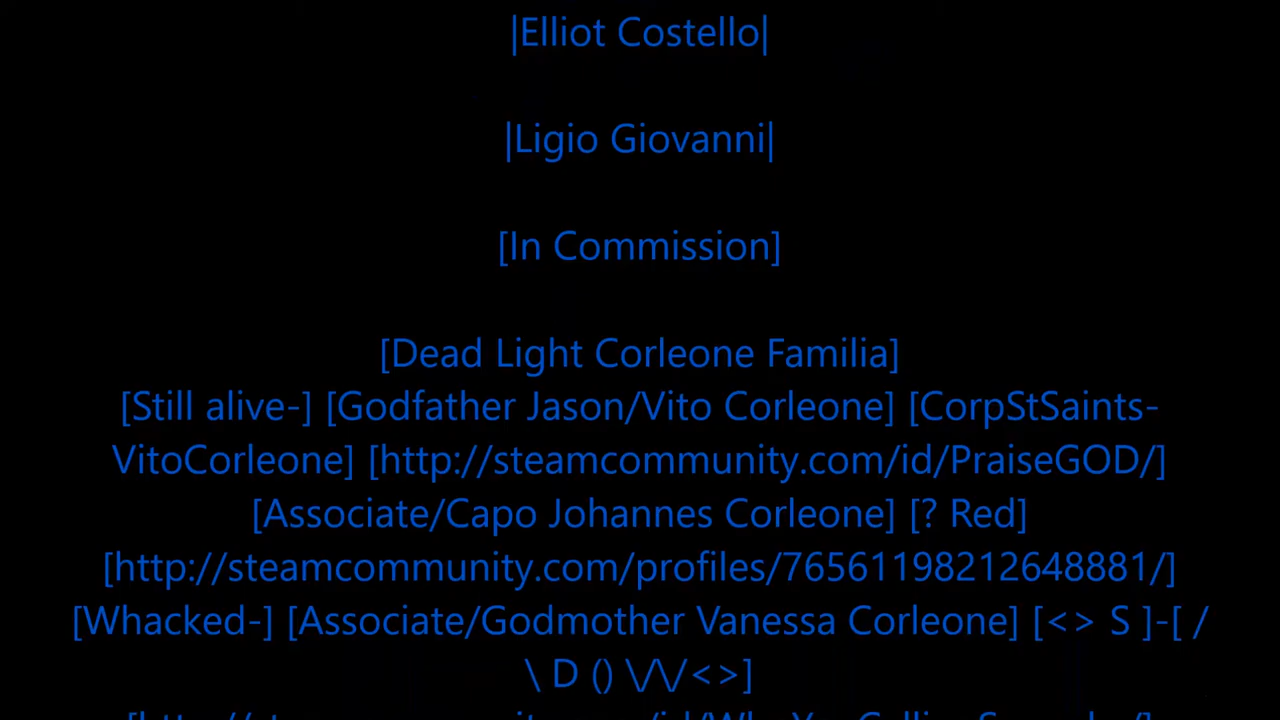 |Elliot Costello|
|Ligio Giovanni|
[In Commission]
[Dead Light Corleone Familia]
[Still alive-] [Godfather Jason/Vito Corleone] [CorpStSaints-
VitoCorleone] [http://steamcommunity.com/id/PraiseGOD/]
[Associate/Capo Johannes Corleone] [? Red]
[http://steamcommunity.com/profiles/76561198212648881/]
[Whacked-] [Associate/Godmother Vanessa Corleone] [<> S ]-[ /
\ D () \/\/<>]